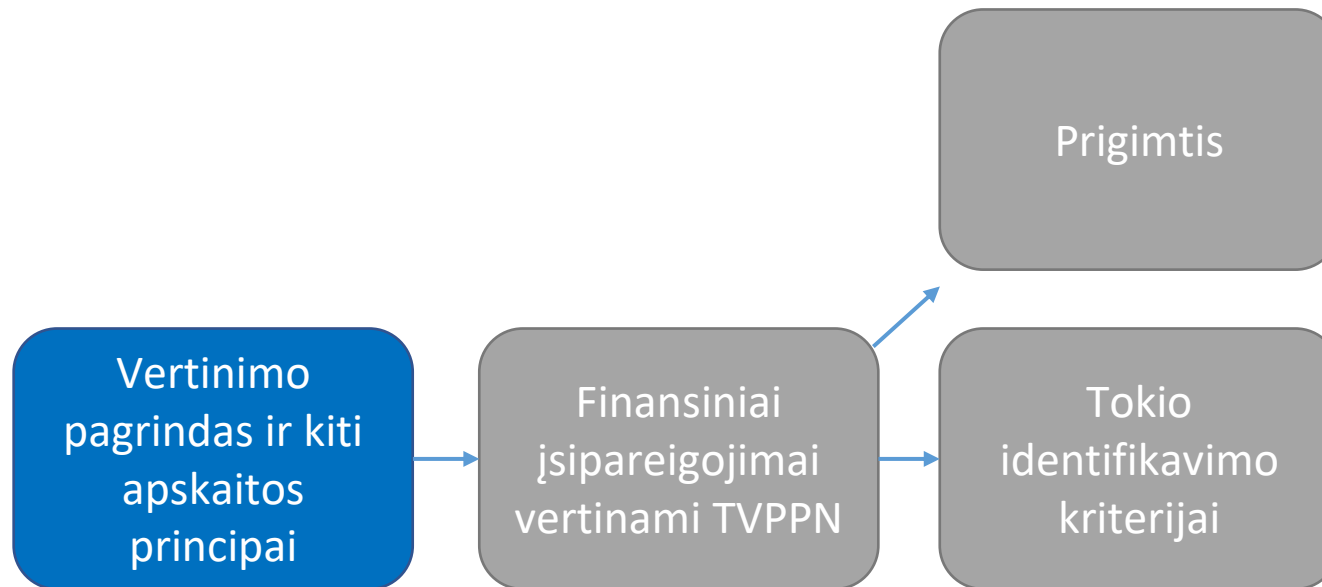 Prigimtis
Vertinimo
pagrindas ir kiti
apskaitos
principai
Finansiniai
įsipareigojimai
vertinami TVPPN
Tokio
identifikavimo
kriterijai